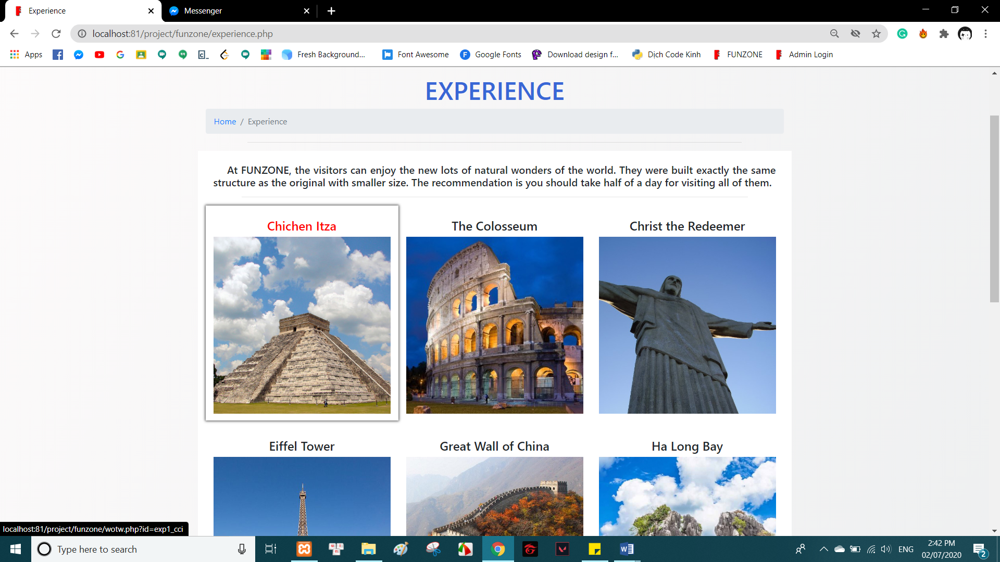 Experience
Messenger
localhost:81/project/funzone/experience.php
Apps
Fresh Background...
Font Awesome
Google Fonts
Download design f...
Dịch Code Kinh
FUNZONE
Admin Login
EXPERIENCE
Home / Experience
At FUNZONE, the visitors can enjoy the new lots of natural wonders of the world. They were built exactly the same
structure as the original with smaller size. The recommendation is you should take half of a day for visiting all of them.
Chichen Itza
The Colosseum
Christ the Redeemer
Eiffel Tower
Great Wall of China
Ha Long Bay
localhost:81/project/funzone/wotw.php?id=exp1_cci
Type here to search
ENG
2:42 PM
02/07/2020
2